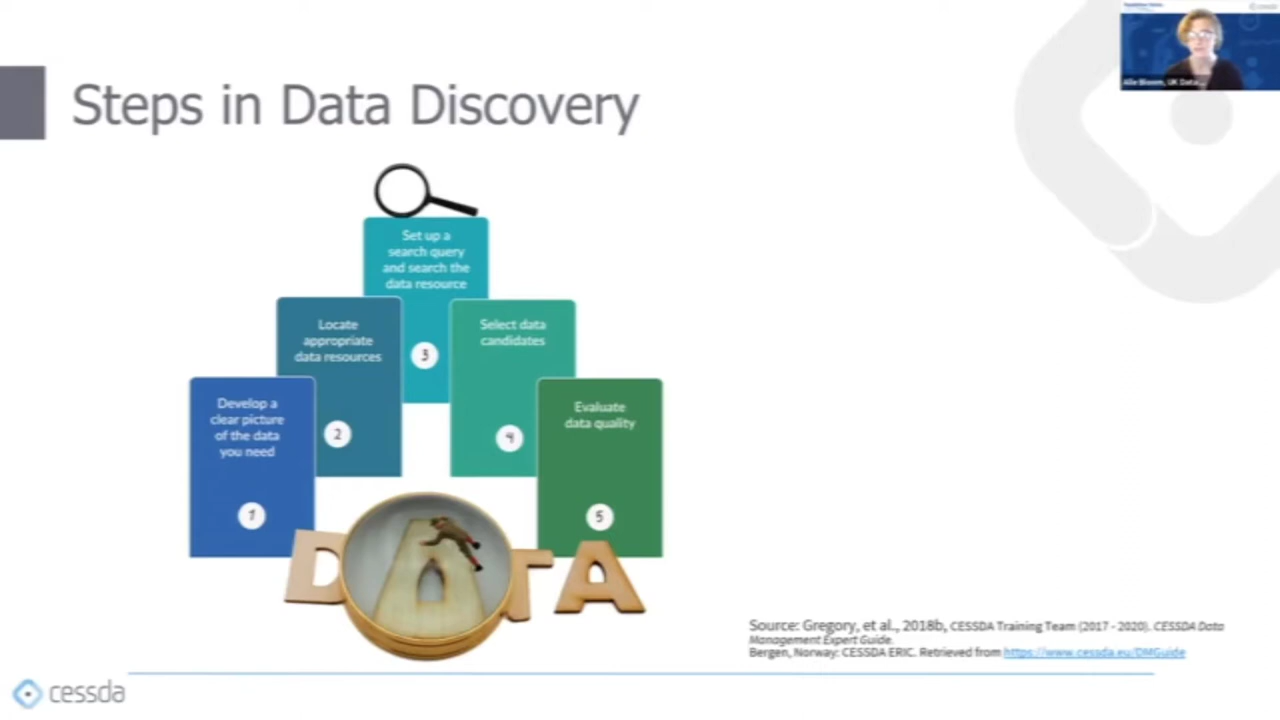 Steps in Data Discovery
Set up a
search query
and search the
data resource
3
Locate
appropriate
data resources
2
Select data
candidates
4
Develop a
clear picture
of the data
you need
1
Evaluate
data quality
5
DATA
Source: Gregory, et al., 2018b, CESSDA Training Team (2017 - 2020). CESSDA Data
Management Expert Guide.
Bergen, Norway: CESSDA ERIC. Retrieved from https://www.cessda.eu/DMGuide
cessda
UK Data